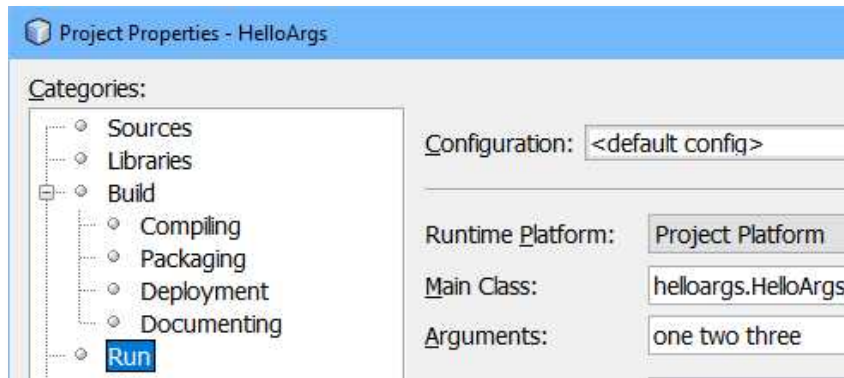 Project Properties - HelloArgs
Categories:
Sources
Libraries
Build
Compiling
Packaging
Deployment
Documenting
Run
Configuration: <default config>
Runtime Platform: Project Platform
Main Class: helloargs.HelloArgs
Arguments: one two three